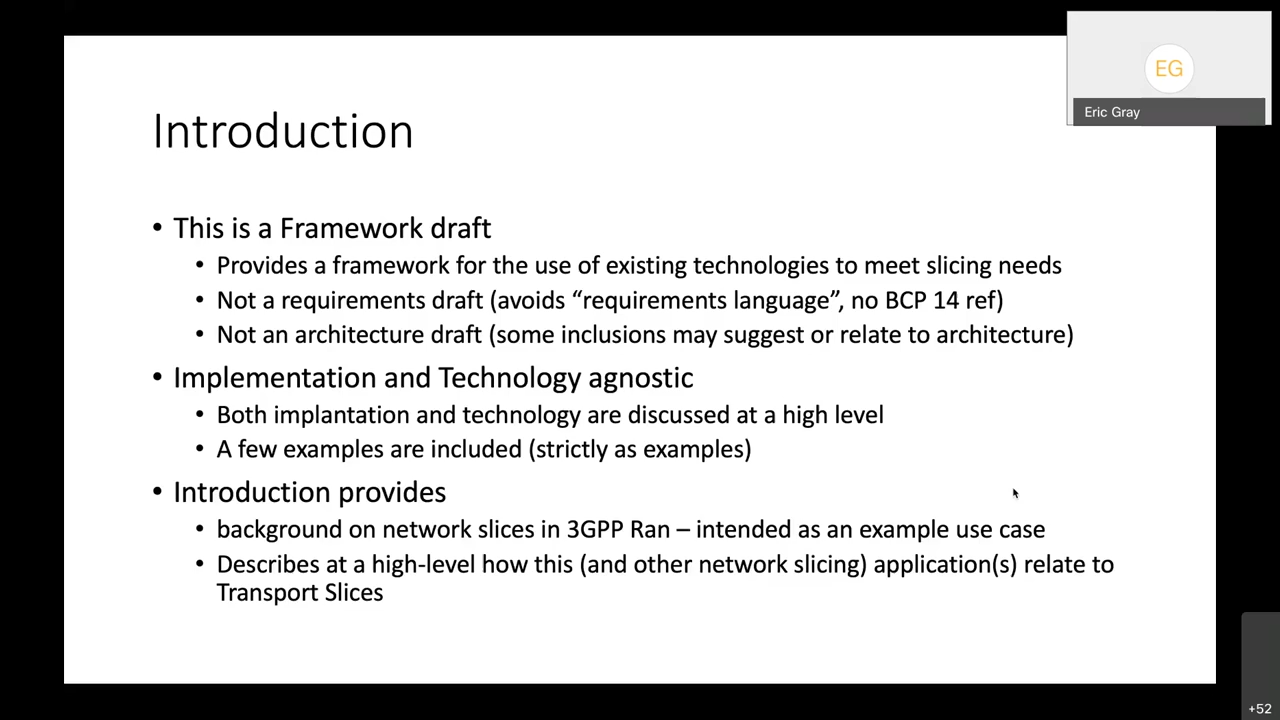 Introduction
• This is a Framework draft
• Provides a framework for the use of existing technologies to meet slicing needs
• Not a requirements draft (avoids “requirements language”, no BCP 14 ref)
• Not an architecture draft (some inclusions may suggest or relate to architecture)
• Implementation and Technology agnostic
• Both implantation and technology are discussed at a high level
• A few examples are included (strictly as examples)
• Introduction provides
• background on network slices in 3GPP Ran – intended as an example use case
• Describes at a high-level how this (and other network slicing) application(s) relate to
Transport Slices
EG
Eric Gray
+52